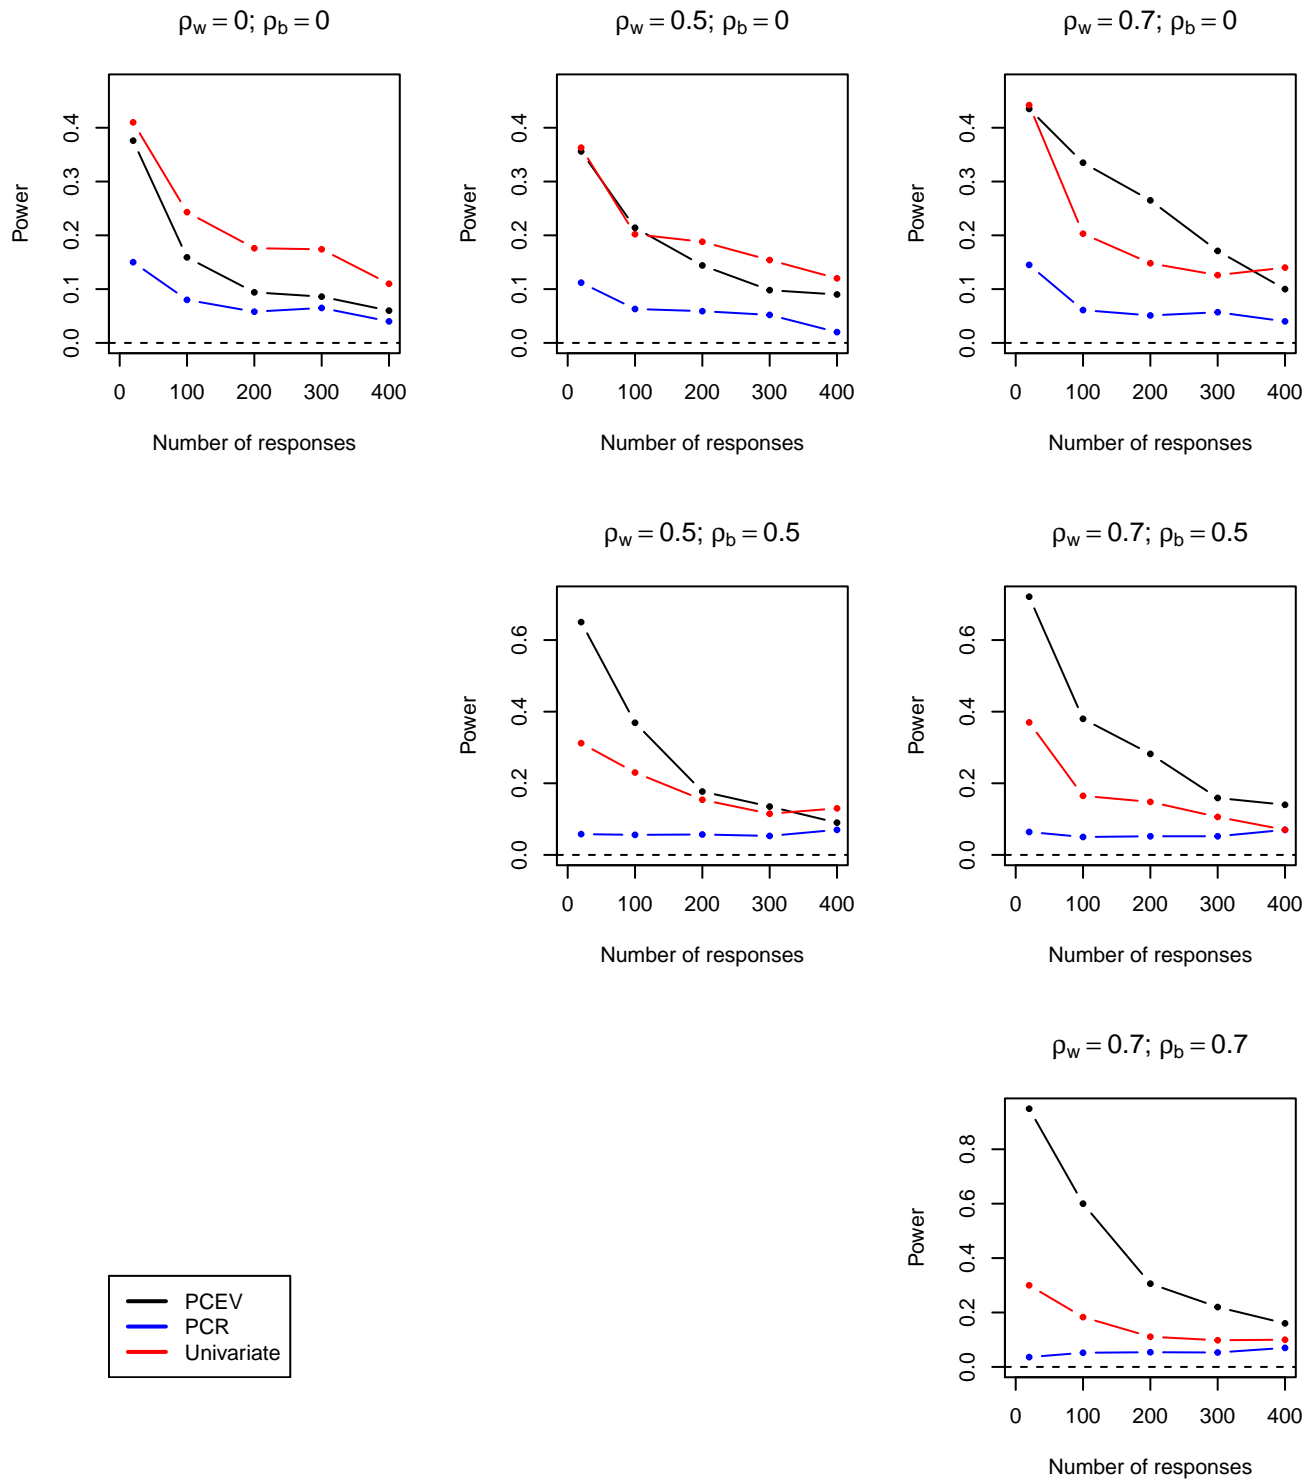 ρw = 0; ρb = 0
ρw = 0.5; ρb = 0
ρw = 0.7; ρb = 0
Power
0.0 0.1 0.2 0.3 0.4
0 100 200 300 400
Number of responses
Power
0.0 0.1 0.2 0.3 0.4
0 100 200 300 400
Number of responses
Power
0.0 0.1 0.2 0.3 0.4
0 100 200 300 400
Number of responses
ρw = 0.5; ρb = 0.5
ρw = 0.7; ρb = 0.5
Power
0.0 0.2 0.4 0.6
0 100 200 300 400
Number of responses
Power
0.0 0.2 0.4 0.6
0 100 200 300 400
Number of responses
ρw = 0.7; ρb = 0.7
Power
0.0 0.2 0.4 0.6 0.8
0 100 200 300 400
Number of responses
PCEV
PCR
Univariate